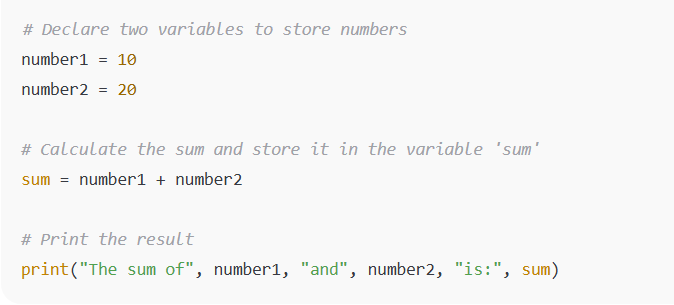 # Declare two variables to store numbers
number1 = 10
number2 = 20
# Calculate the sum and store it in the variable 'sum'
sum = number1 + number2
# Print the result
print("The sum of", number1, "and", number2, "is:", sum)